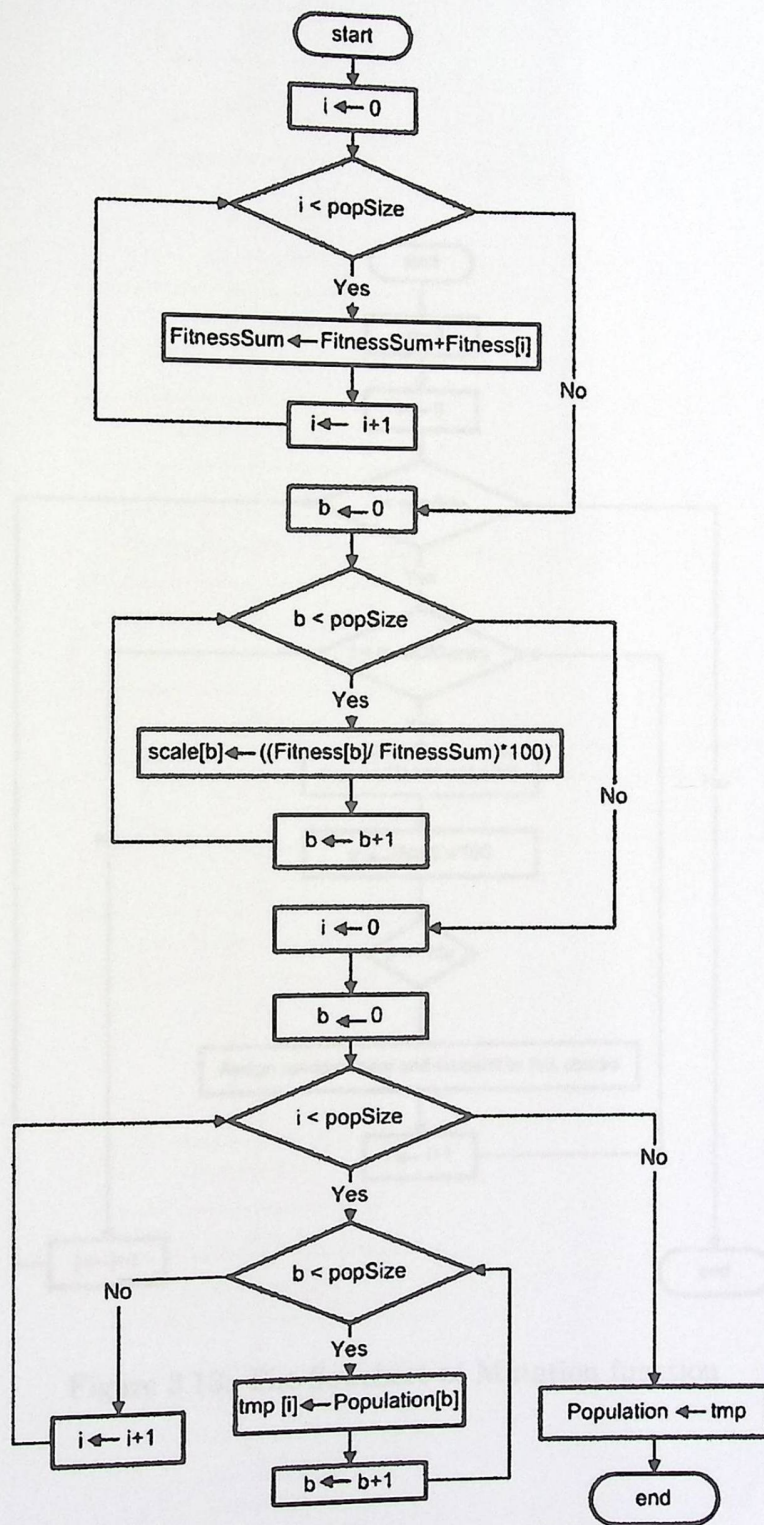 start
i ← 0
i < popSize
Yes
FitnessSum ← FitnessSum+Fitness[i]
No
i ← i+1
b ← 0
b < popSize
Yes
scale[b] ← ((Fitness[b]/ FitnessSum)*100)
No
b ← b+1
i ← 0
b ← 0
i < popSize
No
Yes
b < popSize
No
Yes
tmp [i] ← Population[b]
Population ← tmp
i ← i+1
b ← b+1
end